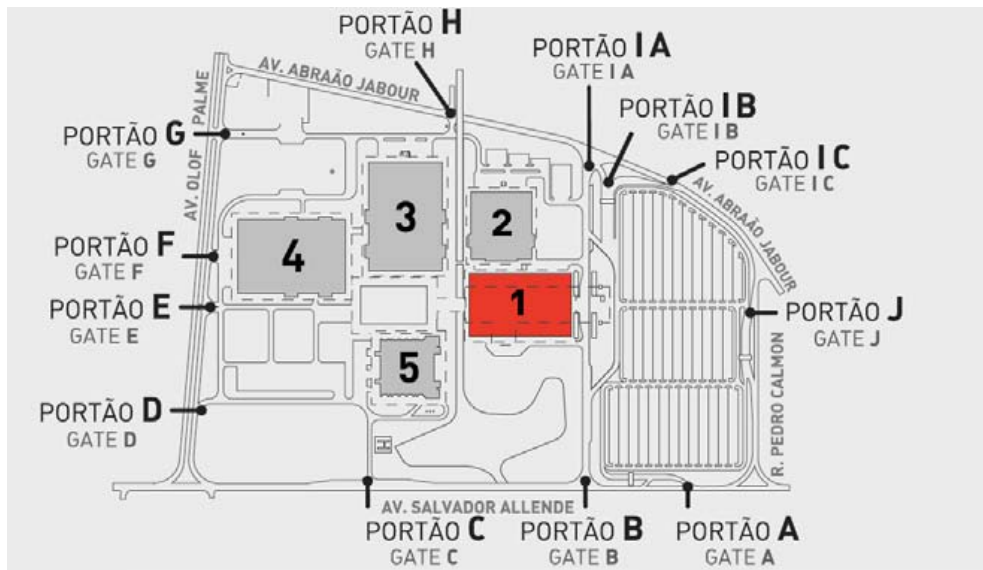 PORTÃO H
GATE H
PORTÃO I A
GATE I A
AV. ABRAÃO JABOUR
AV. OLOF PALME
PORTÃO I B
GATE I B
PORTÃO G
GATE G
PORTÃO I C
GATE I C
AV. ABRAÃO JABOUR
3
2
4
PORTÃO F
GATE F
1
PORTÃO E
GATE E
PORTÃO J
GATE J
5
R. PEDRO CALMON
PORTÃO D
GATE D
H
AV. SALVADOR ALLENDE
PORTÃO C
GATE C
PORTÃO B
GATE B
PORTÃO A
GATE A